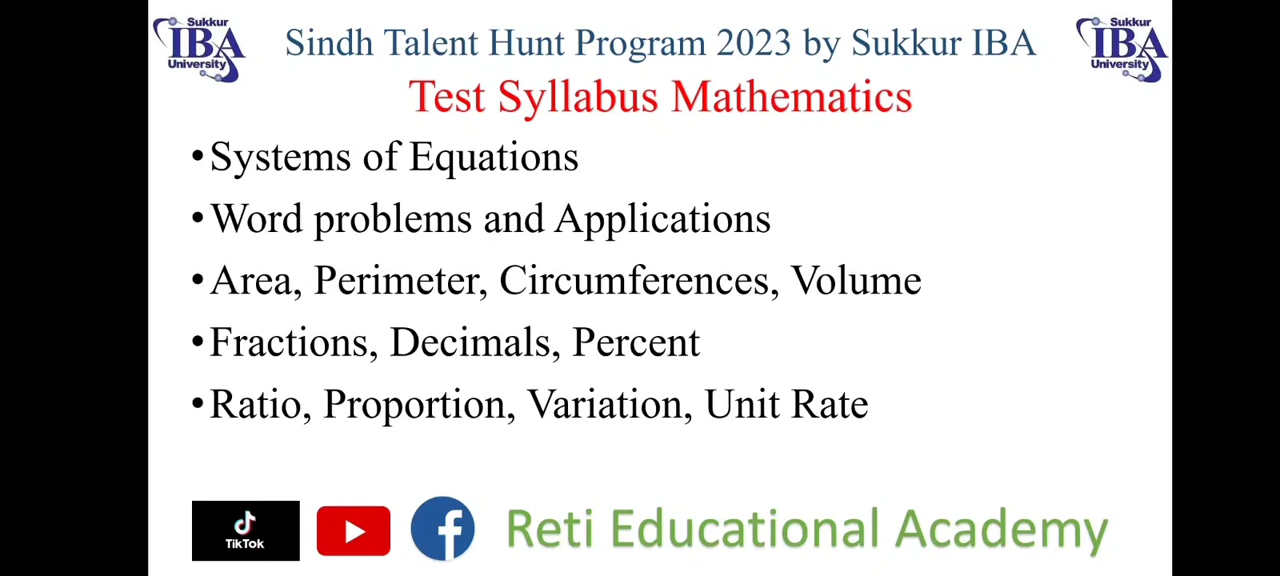 Sukkur
IBA
University
Sindh Talent Hunt Program 2023 by Sukkur IBA
Sukkur
IBA
University
Test Syllabus Mathematics
•Systems of Equations
•Word problems and Applications
•Area, Perimeter, Circumferences, Volume
•Fractions, Decimals, Percent
•Ratio, Proportion, Variation, Unit Rate
TikTok
Reti Educational Academy